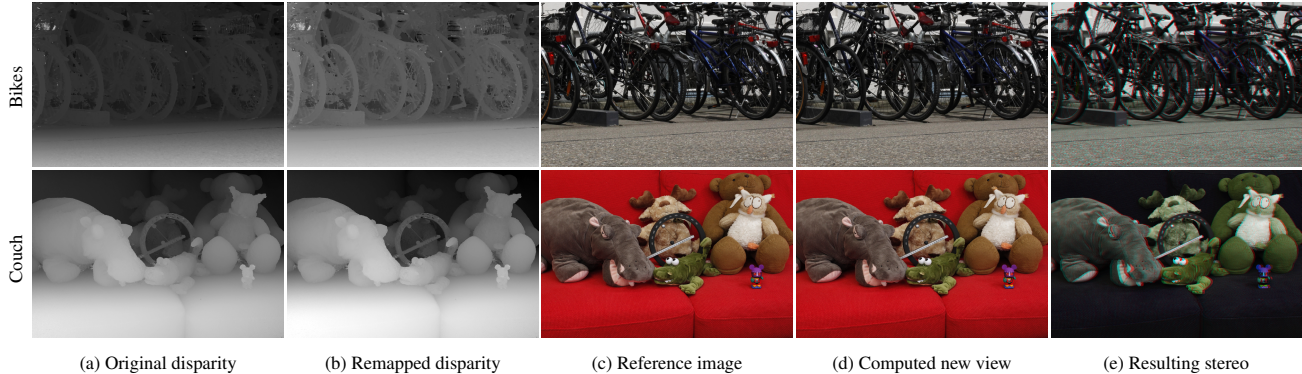 Bikes
Couch
(a) Original disparity
(b) Remapped disparity
(c) Reference image
(d) Computed new view
(e) Resulting stereo